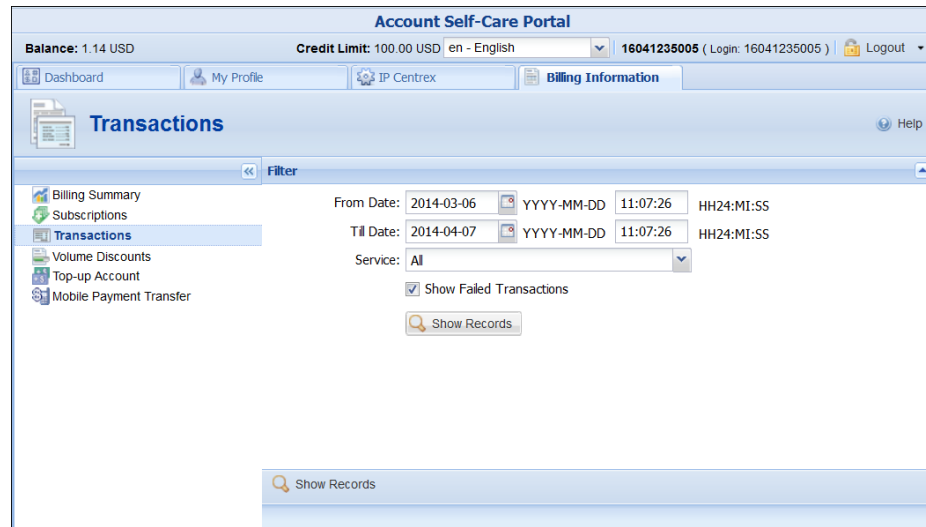 Account Self-Care Portal
Balance: 1.14 USD Credit Limit: 100.00 USD en - English 16041235005 ( Login: 16041235005 ) Logout
Dashboard My Profile IP Centrex Billing Information
Transactions Help
Filter
Billing Summary
Subscriptions
Transactions
Volume Discounts
Top-up Account
Mobile Payment Transfer
From Date: 2014-03-06 YYYY-MM-DD 11:07:26 HH24:MI:SS
Till Date: 2014-04-07 YYYY-MM-DD 11:07:26 HH24:MI:SS
Service: All
Show Failed Transactions
Show Records
Show Records